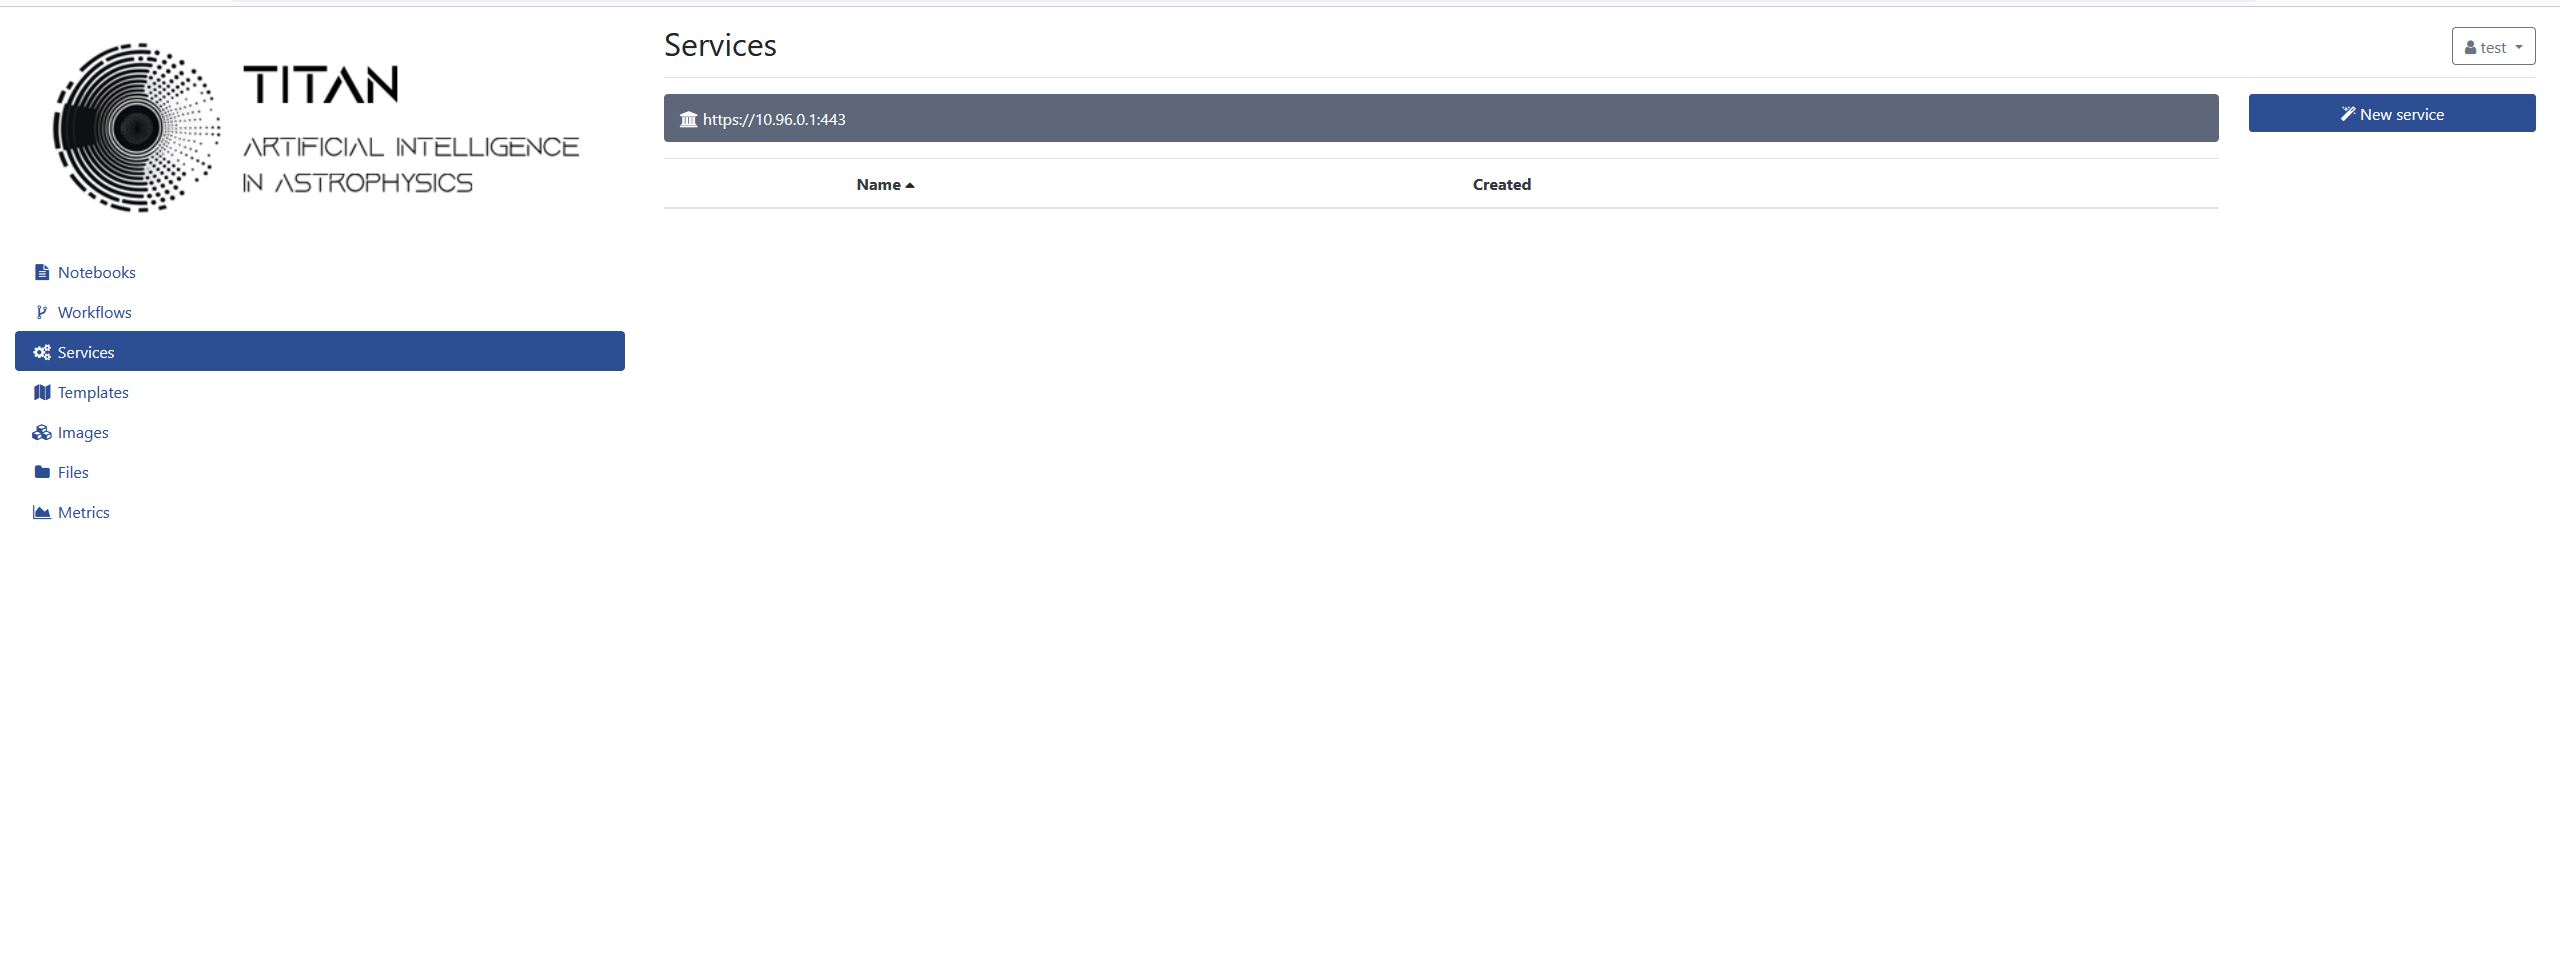 TITAN
ARTIFICIAL INTELLIGENCE
IN ASTROPHYSICS
Notebooks
Workflows
Services
Templates
Images
Files
Metrics
Services
test
https://10.96.0.1:443
New service
Name
Created